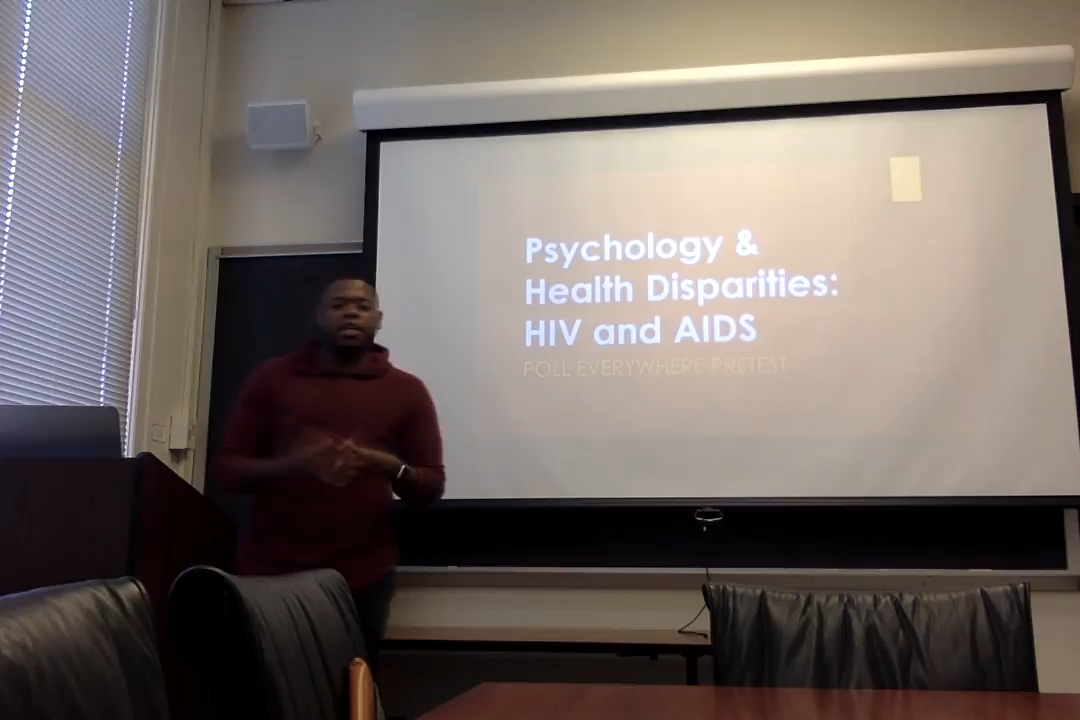 Psychology &
Health Disparities:
HIV and AIDS
POLL EVERYWHERE PRETEST